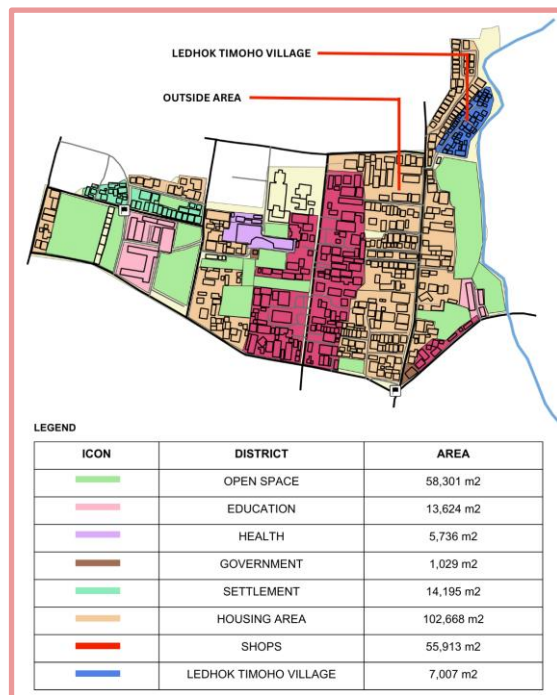 LEDHOK TIMOHO VILLAGE
OUTSIDE AREA
LEGEND
ICON DISTRICT AREA
OPEN SPACE 58,301 m2
EDUCATION 13,624 m2
HEALTH 5,736 m2
GOVERNMENT 1,029 m2
SETTLEMENT 14,195 m2
HOUSING AREA 102,668 m2
SHOPS 55,913 m2
LEDHOK TIMOHO VILLAGE 7,007 m2